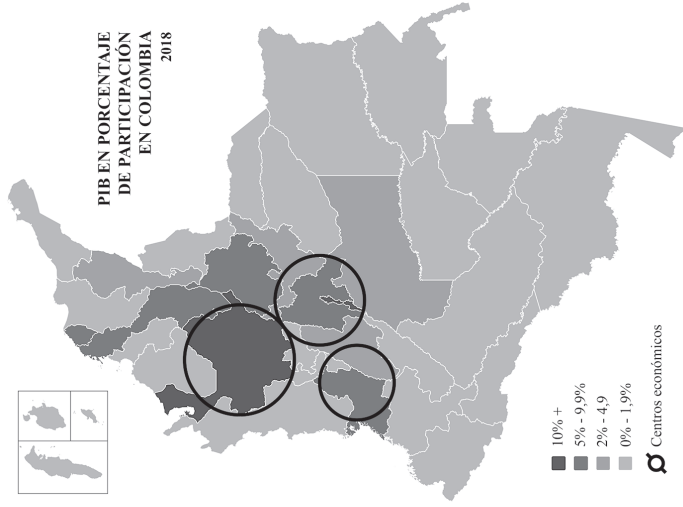 PIB EN PORCENTAJE
DE PARTICIPACIÓN
EN COLOMBIA
2018
10% +
5% - 9,9%
2% - 4,9
0% - 1,9%
Centros económicos